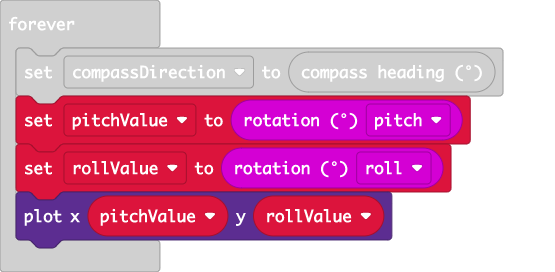 forever
set compassDirection to compass heading (°)
set pitchValue to rotation (°) pitch
set rollValue to rotation (°) roll
plot x pitchValue y rollValue